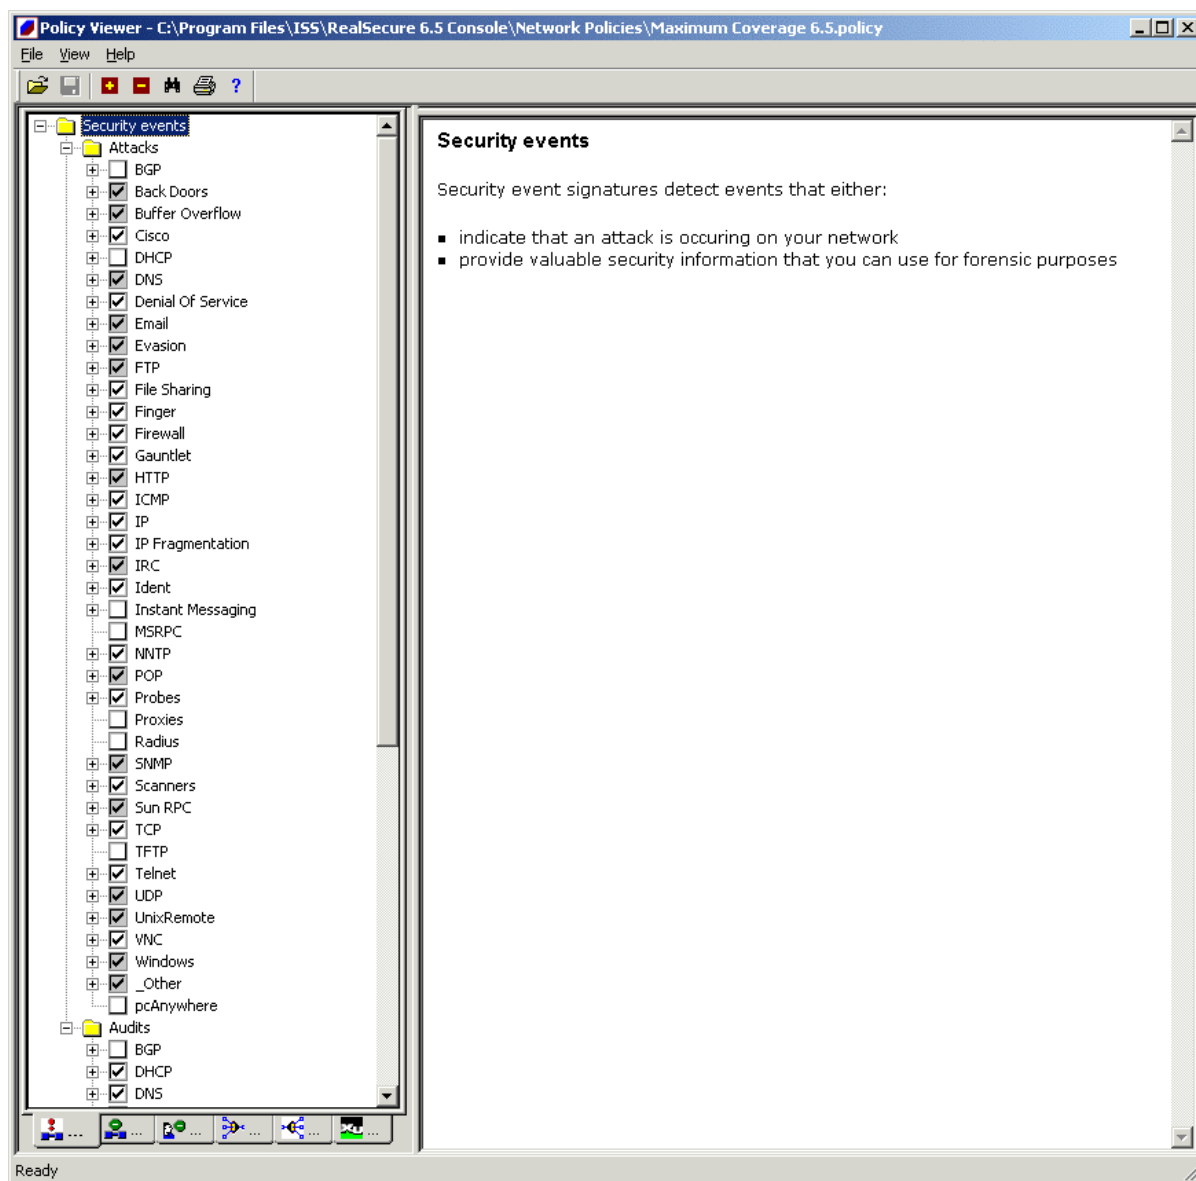 Policy Viewer - C:\Program Files\ISS\RealSecure 6.5 Console\Network Policies\Maximum Coverage 6.5.policy
File View Help
?
Security events
Attacks
BGP
Back Doors
Buffer Overflow
Cisco
DHCP
DNS
Denial Of Service
Email
Evasion
FTP
File Sharing
Finger
Firewall
Gauntlet
HTTP
ICMP
IP
IP Fragmentation
IRC
Ident
Instant Messaging
MSRPC
NNTP
POP
Probes
Proxies
Radius
SNMP
Scanners
Sun RPC
TCP
TFTP
Telnet
UDP
UnixRemote
VNC
Windows
_Other
pcAnywhere
Audits
BGP
DHCP
DNS
... ... ... ... ... ...
Security events
Security event signatures detect events that either:
indicate that an attack is occuring on your network
provide valuable security information that you can use for forensic purposes
Ready